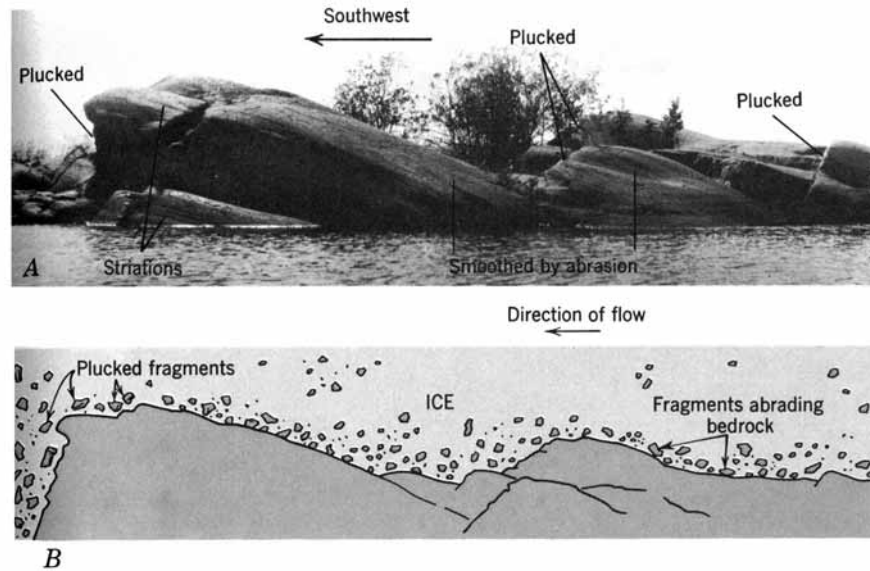 Southwest
Plucked
Plucked
Plucked
Striations
Smoothed by abrasion
A
Direction of flow
Plucked fragments
ICE
Fragments abrading
bedrock
B